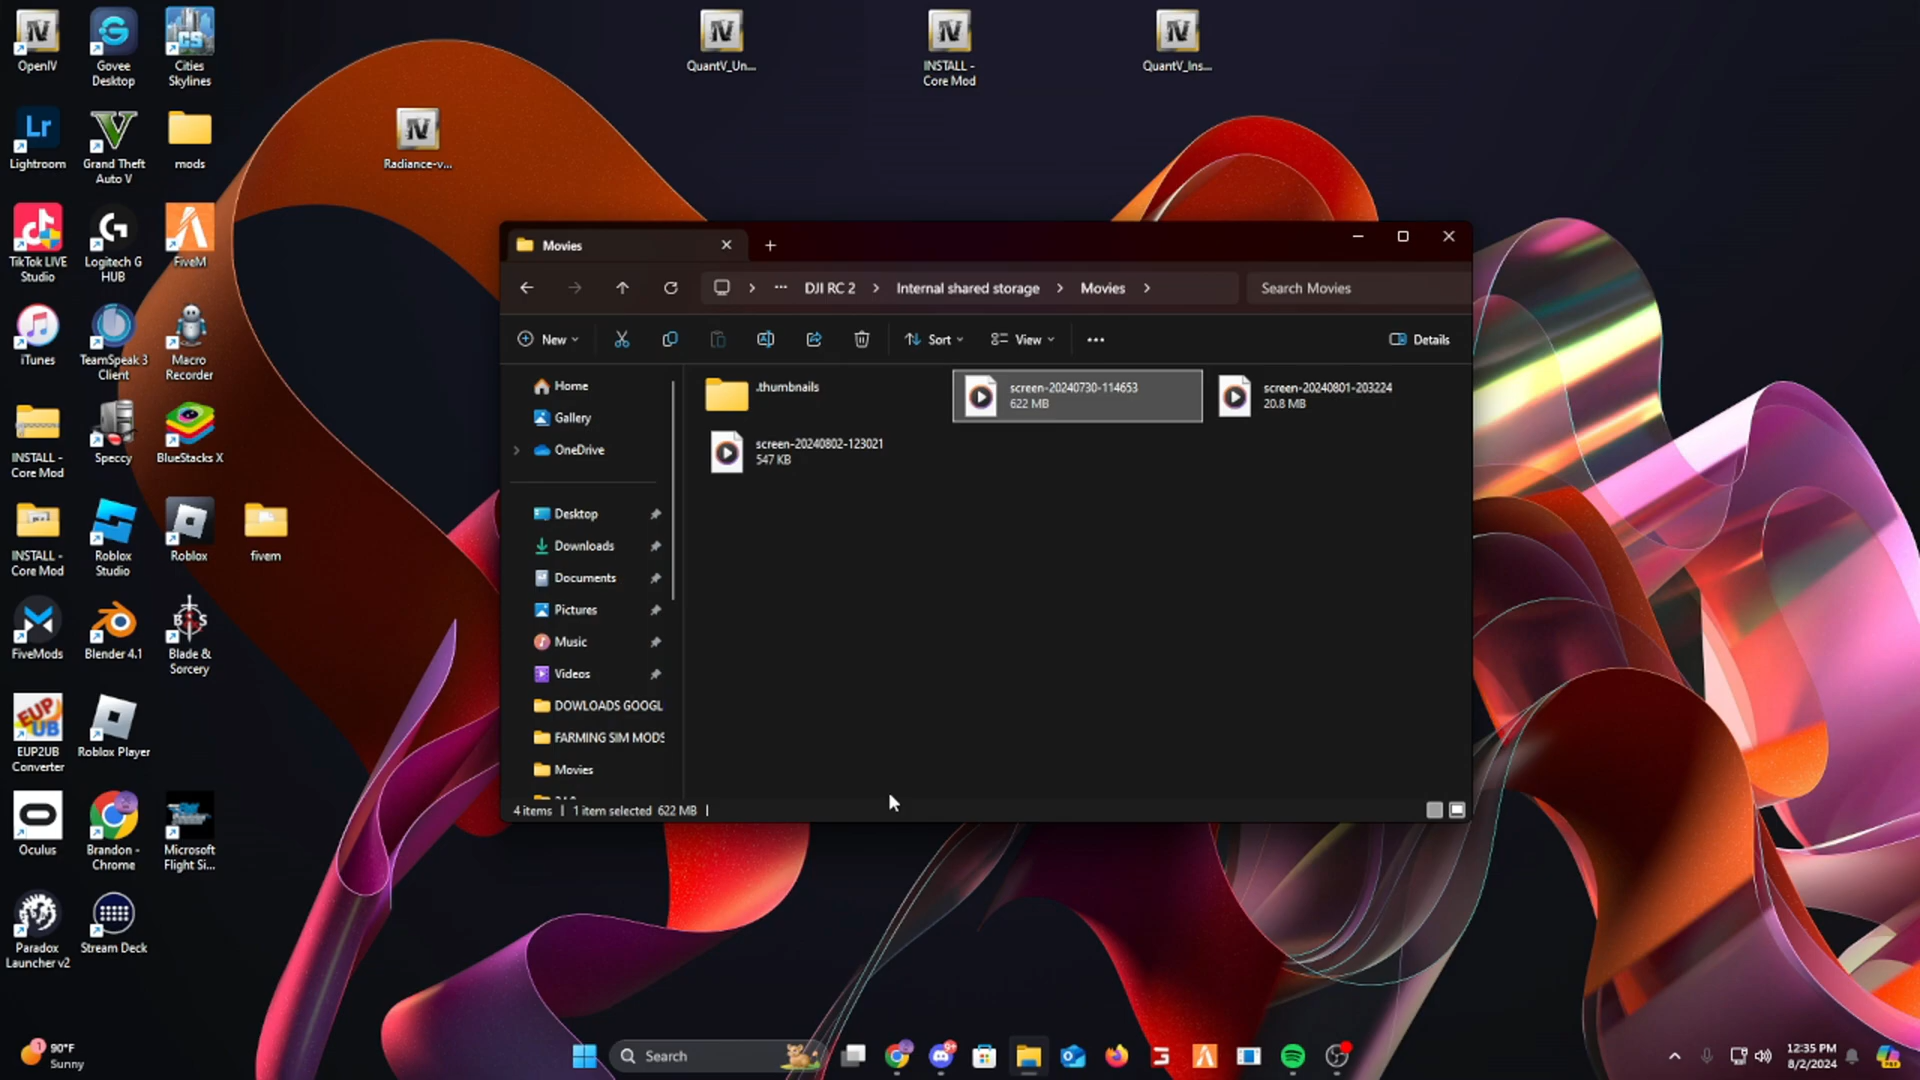 OpenIV
Govee
Desktop
Cities
Skylines
QuantV_Un...
INSTALL -
Core Mod
QuantV_Ins...
Lightroom
Grand Theft
Auto V
mods
Radiance-v...
TikTok LIVE
Studio
Logitech G
HUB
FiveM
iTunes
TeamSpeak 3
Client
Macro
Recorder
INSTALL -
Core Mod
Speccy
BlueStacks X
INSTALL -
Core Mod
Roblox
Studio
Roblox
fivem
FiveMods
Blender 4.1
Blade &
Sorcery
EUP2UB
Converter
Roblox Player
Oculus
Brandon -
Chrome
Microsoft
Flight Si...
Paradox
Launcher v2
Stream Deck
Movies
DJI RC 2
Internal shared storage
Movies
Search Movies
New
Sort
View
Details
Home
Gallery
OneDrive
Desktop
Downloads
Documents
Pictures
Music
Videos
DOWLOADS GOOGL
FARMING SIM MODS
Movies
.thumbnails
screen-20240730-114653
622 MB
screen-20240801-203224
20.8 MB
screen-20240802-123021
547 KB
4 items
1 item selected 622 MB
90°F
Sunny
Search
12:35 PM
8/2/2024